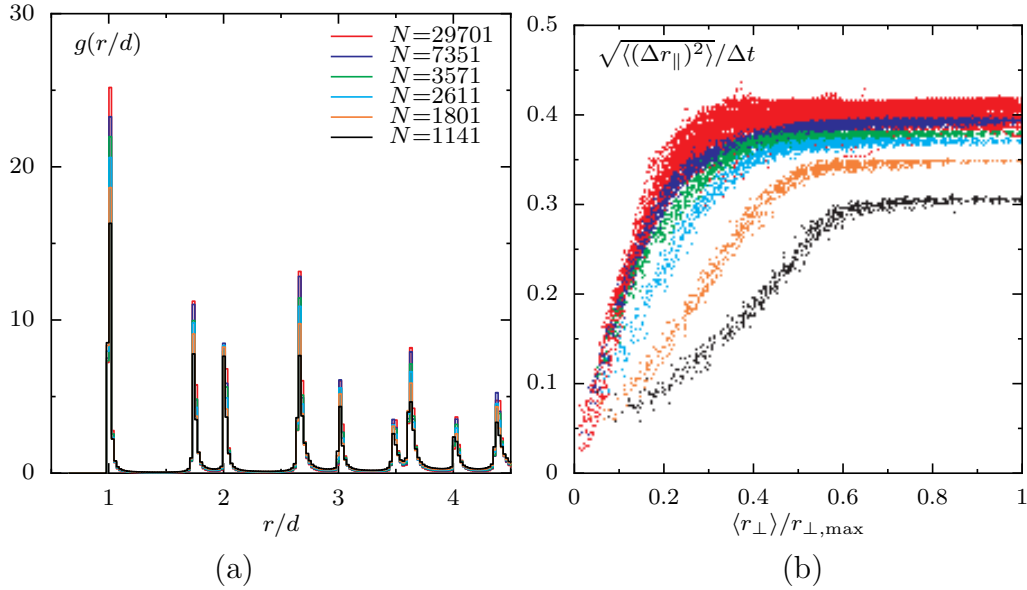 30
20
10
0
g(r/d)
N=29701
N=7351
N=3571
N=2611
N=1801
N=1141
1
2
3
4
r/d
(a)
0.5
0.4
0.3
0.2
0.1
0
√⟨(Δr∥)²⟩/Δt
0
0.2
0.4
0.6
0.8
1
⟨r⊥⟩/r⊥,max
(b)